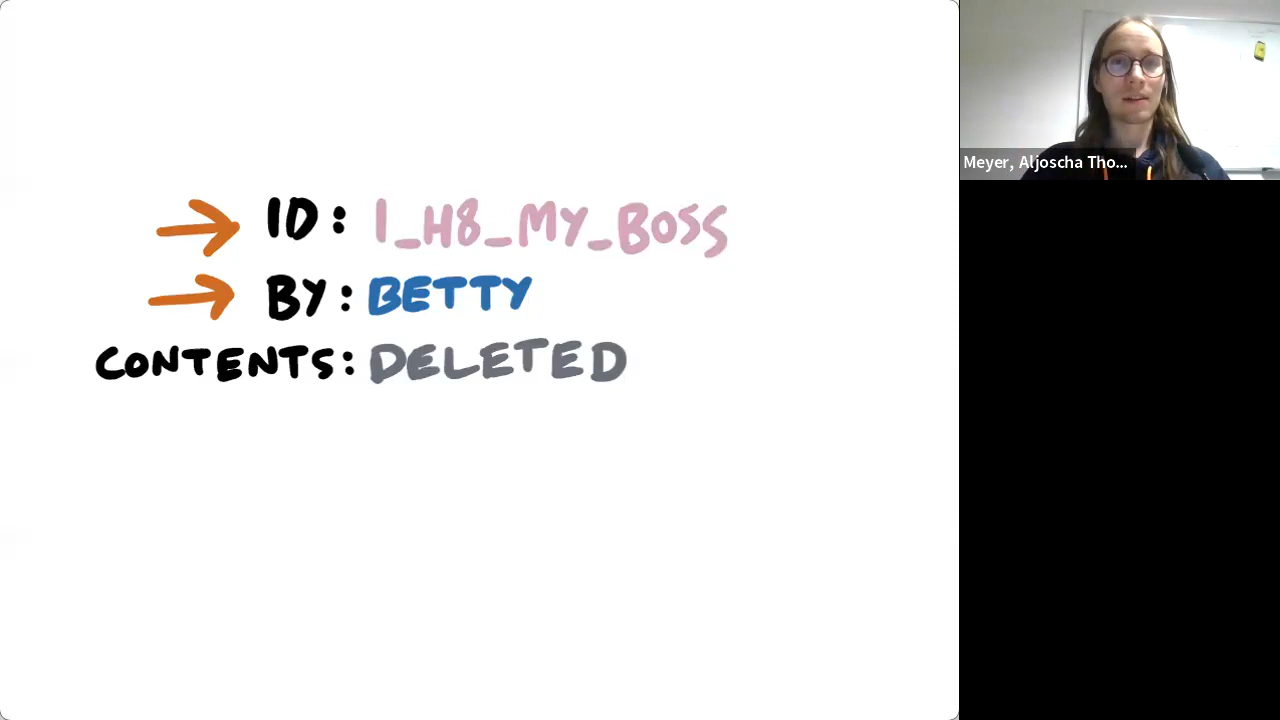 ID: I_H8_MY_BOSS
BY: BETTY
CONTENTS: DELETED
Meyer, Aljoscha Tho...